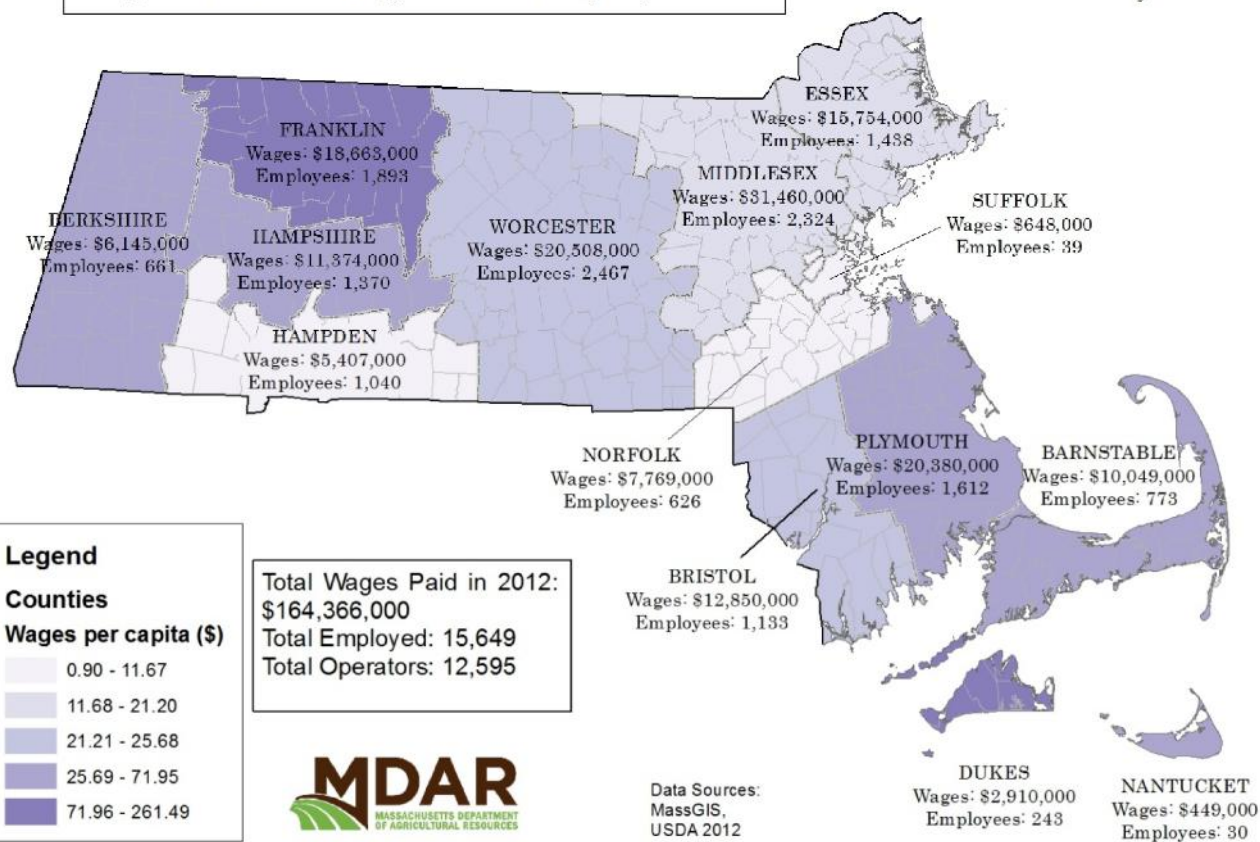 ESSEX
Wages: $15,754,000
Employees: 1,438
FRANKLIN
Wages: $18,663,000
Employees: 1,893
MIDDLESEX
Wages: $31,460,000
Employees: 2,324
SUFFOLK
Wages: $648,000
Employees: 39
BERKSHIRE
Wages: $6,145,000
Employees: 661
HAMPSHIRE
Wages: $11,374,000
Employees: 1,370
WORCESTER
Wages: $20,508,000
Employees: 2,467
HAMPDEN
Wages: $5,407,000
Employees: 1,040
NORFOLK
Wages: $7,769,000
Employees: 626
PLYMOUTH
Wages: $20,380,000
Employees: 1,612
BARNSTABLE
Wages: $10,049,000
Employees: 773
BRISTOL
Wages: $12,850,000
Employees: 1,133
DUKES
Wages: $2,910,000
Employees: 243
NANTUCKET
Wages: $449,000
Employees: 30
Legend
Counties
Wages per capita ($)
0.90 - 11.67
11.68 - 21.20
21.21 - 25.68
25.69 - 71.95
71.96 - 261.49
Total Wages Paid in 2012:
$164,366,000
Total Employed: 15,649
Total Operators: 12,595
MDAR
MASSACHUSETTS DEPARTMENT
OF AGRICULTURAL RESOURCES
Data Sources:
MassGIS,
USDA 2012